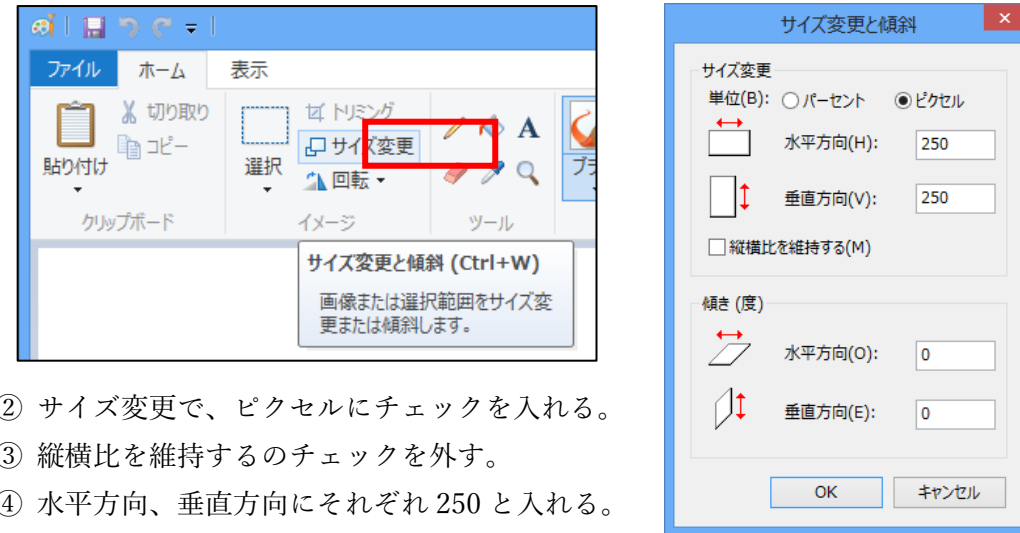 ファイル ホーム 表示
切り取り
コピー
貼り付け
クリップボード
選択
トリミング
サイズ変更
回転
イメージ
A
ツール
ブラ
サイズ変更と傾斜 (Ctrl+W)
画像または選択範囲をサイズ変
更または傾斜します。
② サイズ変更で、ピクセルにチェックを入れる。
③ 縦横比を維持するのチェックを外す。
④ 水平方向、垂直方向にそれぞれ 250 と入れる。
サイズ変更と傾斜
サイズ変更
単位(B): パーセント ピクセル
水平方向(H): 250
垂直方向(V): 250
縦横比を維持する(M)
傾き (度)
水平方向(O): 0
垂直方向(E): 0
OK キャンセル